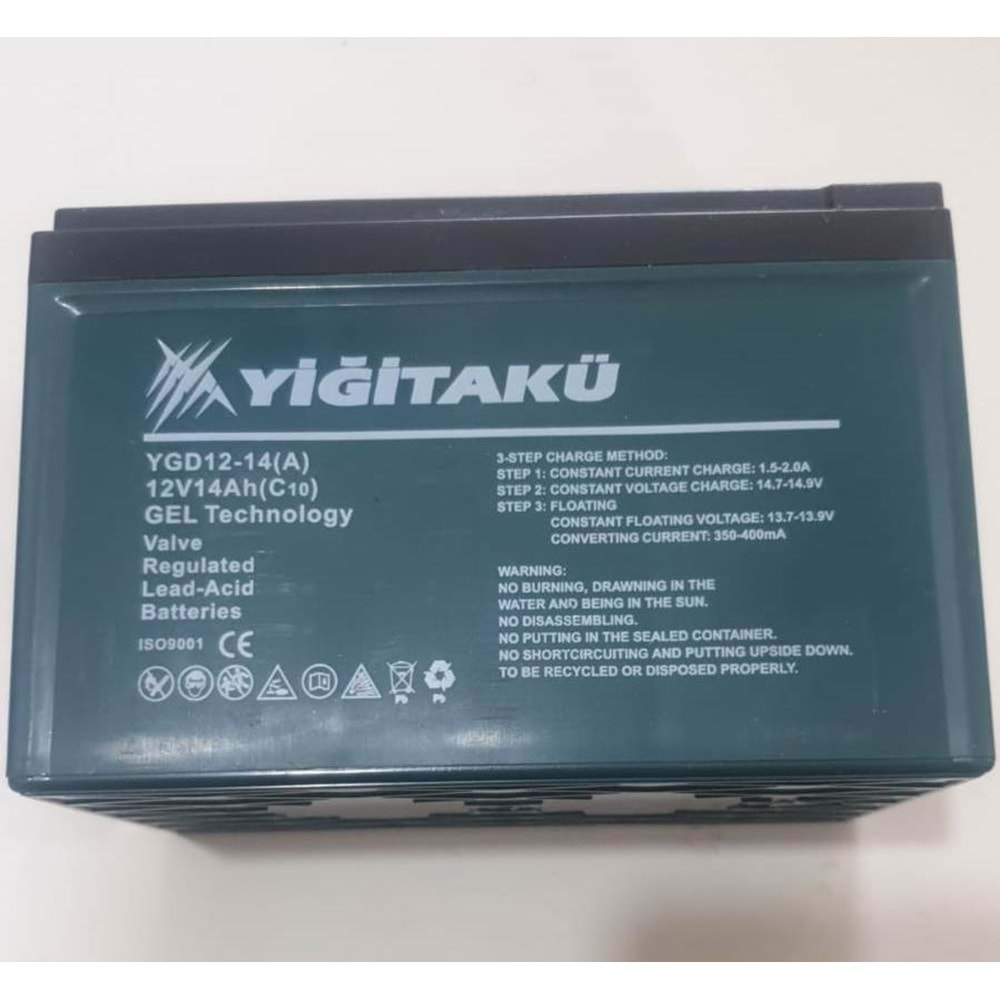 YİĞİTAKÜ
YGD12-14(A)
12V14Ah(C10)
GEL Technology
Valve
Regulated
Lead-Acid
Batteries
ISO9001 CE
Pb Pb
3-STEP CHARGE METHOD:
STEP 1: CONSTANT CURRENT CHARGE: 1.5-2.0A
STEP 2: CONSTANT VOLTAGE CHARGE: 14.7-14.9V
STEP 3: FLOATING
CONSTANT FLOATING VOLTAGE: 13.7-13.9V
CONVERTING CURRENT: 350-400mA
WARNING:
NO BURNING, DRAWNING IN THE
WATER AND BEING IN THE SUN.
NO DISASSEMBLING.
NO PUTTING IN THE SEALED CONTAINER.
NO SHORTCIRCUITING AND PUTTING UPSIDE DOWN.
TO BE RECYCLED OR DISPOSED PROPERLY.